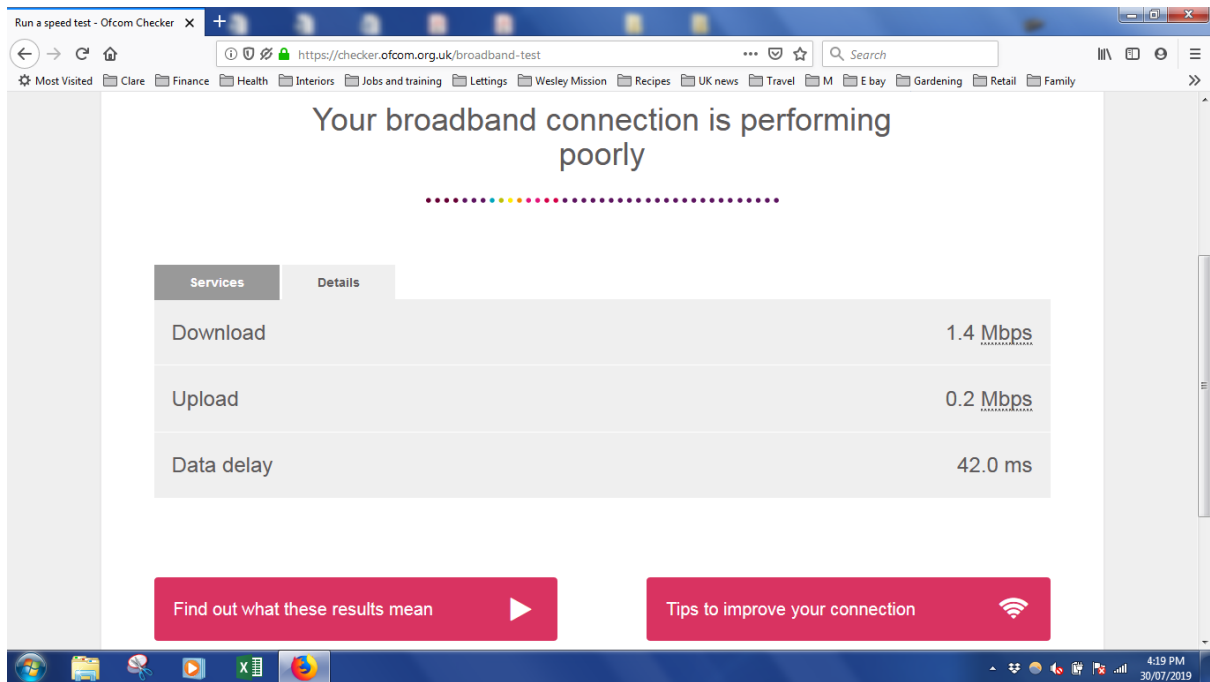 Run a speed test - Ofcom Checker
https://checker.ofcom.org.uk/broadband-test
Search
Most Visited Clare Finance Health Interiors Jobs and training Lettings Wesley Mission Recipes UK news Travel M E bay Gardening Retail Family
Your broadband connection is performing
poorly
Services Details
Download 1.4 Mbps
Upload 0.2 Mbps
Data delay 42.0 ms
Find out what these results mean Tips to improve your connection
4:19 PM
30/07/2019